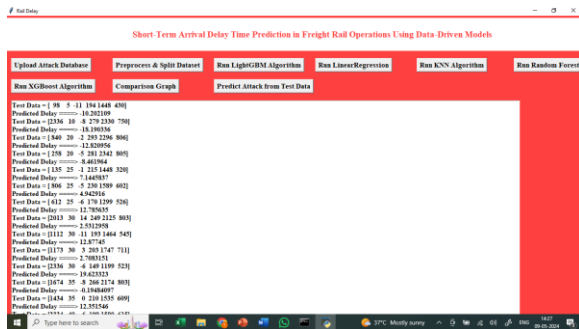 Rail Delay
Short-Term Arrival Delay Time Prediction in Freight Rail Operations Using Data-Driven Models
Upload Attack Database Preprocess & Split Dataset Run LightGBM Algorithm Run LinearRegression Run KNN Algorithm Run Random Forest
Run XGBoost Algorithm Comparison Graph Predict Attack from Test Data
Test Data = [ 98 5 -11 194 1448 430]
Predicted Delay ====> -10.202109
Test Data = [2336 10 -8 279 2330 750]
Predicted Delay ====> -18.190336
Test Data = [ 840 20 -2 293 2296 806]
Predicted Delay ====> -12.820956
Test Data = [ 258 20 -5 281 2342 805]
Predicted Delay ====> -8.461964
Test Data = [ 135 25 -1 215 1448 320]
Predicted Delay ====> 7.1445837
Test Data = [ 806 25 -5 230 1589 602]
Predicted Delay ====> 4.942916
Test Data = [ 612 25 -6 170 1299 526]
Predicted Delay ====> 12.785635
Test Data = [2013 30 14 249 2125 803]
Predicted Delay ====> 2.5312958
Test Data = [1112 30 -11 193 1464 545]
Predicted Delay ====> 12.87745
Test Data = [1173 30 3 203 1747 711]
Predicted Delay ====> 2.7083151
Test Data = [2336 30 -6 149 1199 523]
Predicted Delay ====> 19.623323
Test Data = [1674 35 -8 266 2174 803]
Predicted Delay ====> -0.19484097
Test Data = [1434 35 0 210 1535 609]
Predicted Delay ====> 12.351546
Type here to search 37°C Mostly sunny ENG 14:27
09-05-2024